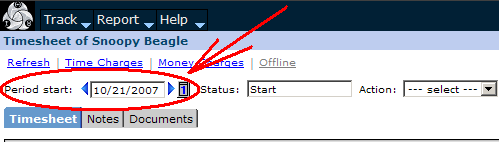 Track Report Help
Timesheet of Snoopy Beagle
Refresh | Time Charges | Money Charges | Offline
Period start: 10/21/2007 1 Status: Start Action: --- select ---
Timesheet Notes Documents